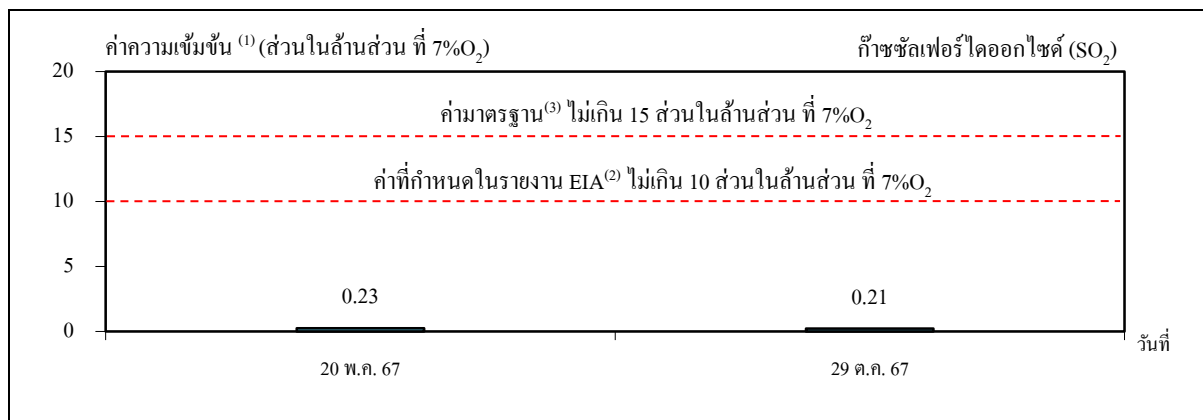 ค่าความเข้มข้น (1) (ส่วนในล้านส่วน ที่ 7%O2) ก๊าซซัลเฟอร์ไดออกไซด์ (SO2)
20
ค่ามาตรฐาน(3) ไม่เกิน 15 ส่วนในล้านส่วน ที่ 7%O2
15
ค่าที่กำหนดในรายงาน EIA(2) ไม่เกิน 10 ส่วนในล้านส่วน ที่ 7%O2
10
5
0.23 0.21
0
วันที่
20 พ.ค. 67 29 ต.ค. 67